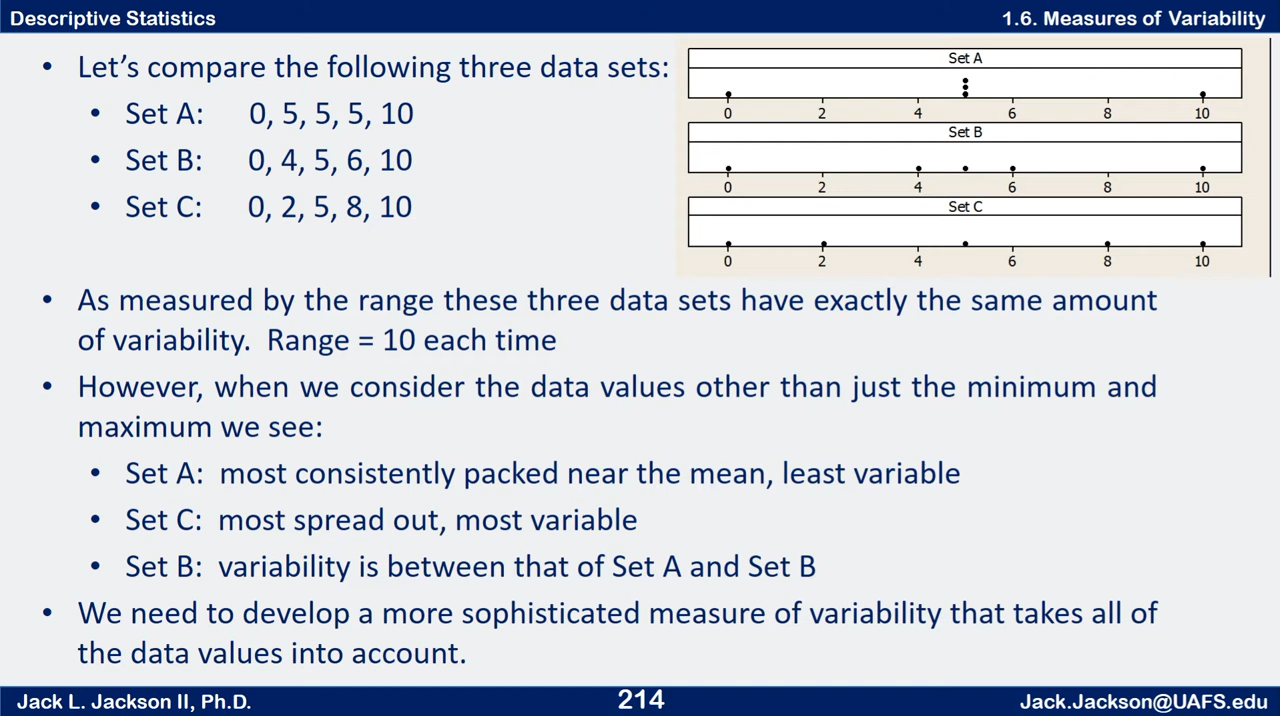 Descriptive Statistics
1.6. Measures of Variability
• Let’s compare the following three data sets:
• Set A: 0, 5, 5, 5, 10
• Set B: 0, 4, 5, 6, 10
• Set C: 0, 2, 5, 8, 10
Set A
0 2 4 6 8 10
Set B
0 2 4 6 8 10
Set C
0 2 4 6 8 10
• As measured by the range these three data sets have exactly the same amount
of variability. Range = 10 each time
• However, when we consider the data values other than just the minimum and
maximum we see:
• Set A: most consistently packed near the mean, least variable
• Set C: most spread out, most variable
• Set B: variability is between that of Set A and Set B
• We need to develop a more sophisticated measure of variability that takes all of
the data values into account.
Jack L. Jackson II, Ph.D.
214
Jack.Jackson@UAFS.edu